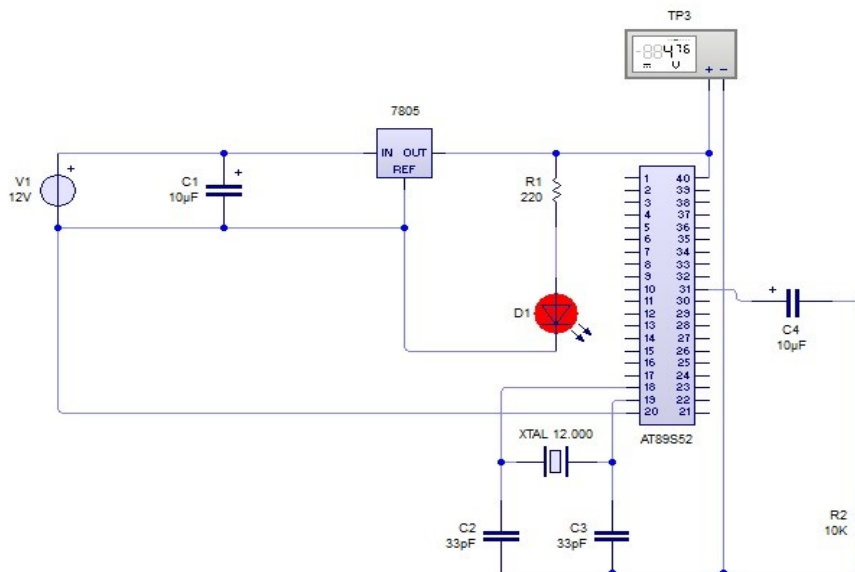 TP3
476
V
+ −
7805
IN OUT
REF
V1
12V
+
C1
10µF
+
R1
220
D1
1 40
2 39
3 38
4 37
5 36
6 35
7 34
8 33
9 32
10 31
11 30
12 29
13 28
14 27
15 26
16 25
17 24
18 23
19 22
20 21
AT89S52
+
C4
10µF
XTAL 12.000
C2
33pF
C3
33pF
R2
10K